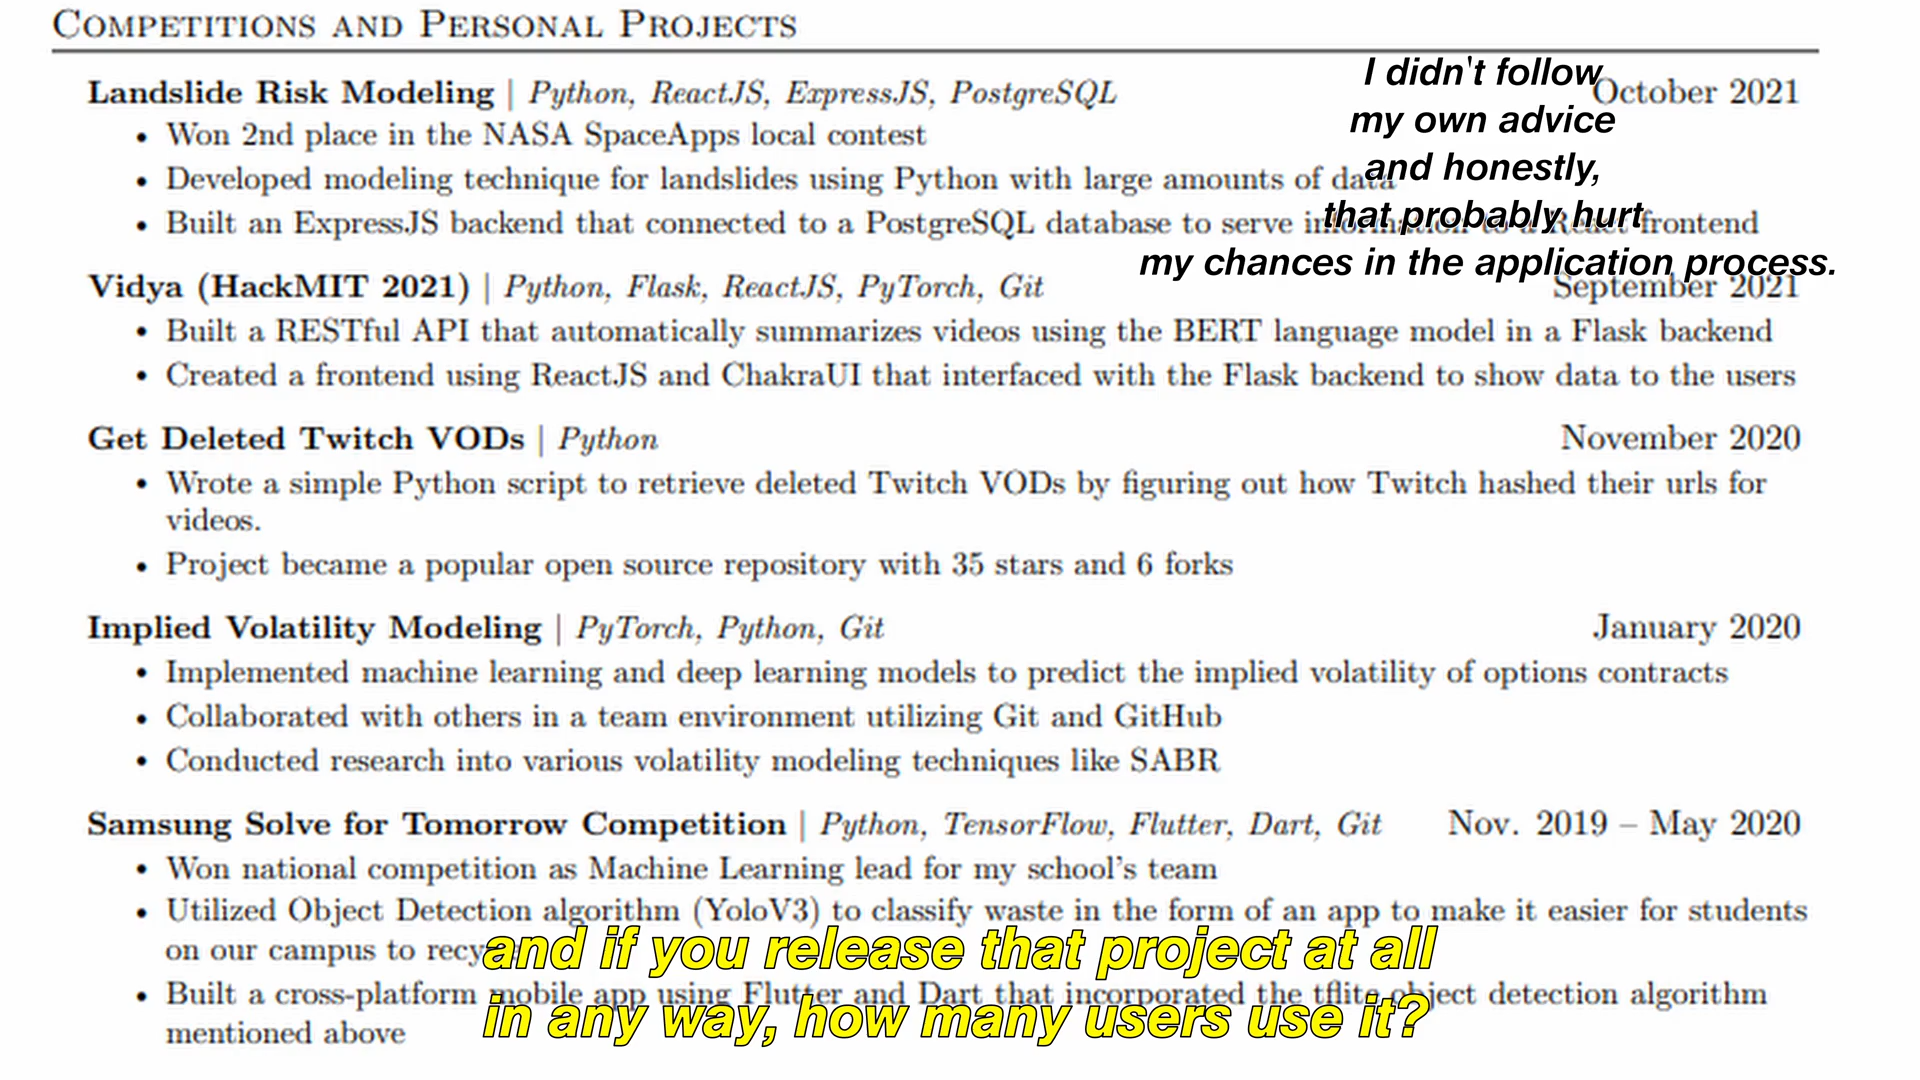 COMPETITIONS AND PERSONAL PROJECTS
Landslide Risk Modeling | Python, ReactJS, ExpressJS, PostgreSQL October 2021
• Won 2nd place in the NASA SpaceApps local contest
• Developed modeling technique for landslides using Python with large amounts of data
• Built an ExpressJS backend that connected to a PostgreSQL database to serve information to a React frontend
I didn't follow
my own advice
and honestly,
that probably hurt
my chances in the application process.
Vidya (HackMIT 2021) | Python, Flask, ReactJS, PyTorch, Git September 2021
• Built a RESTful API that automatically summarizes videos using the BERT language model in a Flask backend
• Created a frontend using ReactJS and ChakraUI that interfaced with the Flask backend to show data to the users
Get Deleted Twitch VODs | Python November 2020
• Wrote a simple Python script to retrieve deleted Twitch VODs by figuring out how Twitch hashed their urls for
videos.
• Project became a popular open source repository with 35 stars and 6 forks
Implied Volatility Modeling | PyTorch, Python, Git January 2020
• Implemented machine learning and deep learning models to predict the implied volatility of options contracts
• Collaborated with others in a team environment utilizing Git and GitHub
• Conducted research into various volatility modeling techniques like SABR
Samsung Solve for Tomorrow Competition | Python, TensorFlow, Flutter, Dart, Git Nov. 2019 – May 2020
• Won national competition as Machine Learning lead for my school's team
• Utilized Object Detection algorithm (YoloV3) to classify waste in the form of an app to make it easier for students
on our campus to
• Built a cross-platform mobile app using Flutter and Dart that incorporated the tflite object detection algorithm
mentioned above
and if you release that project at all
in any way, how many users use it?